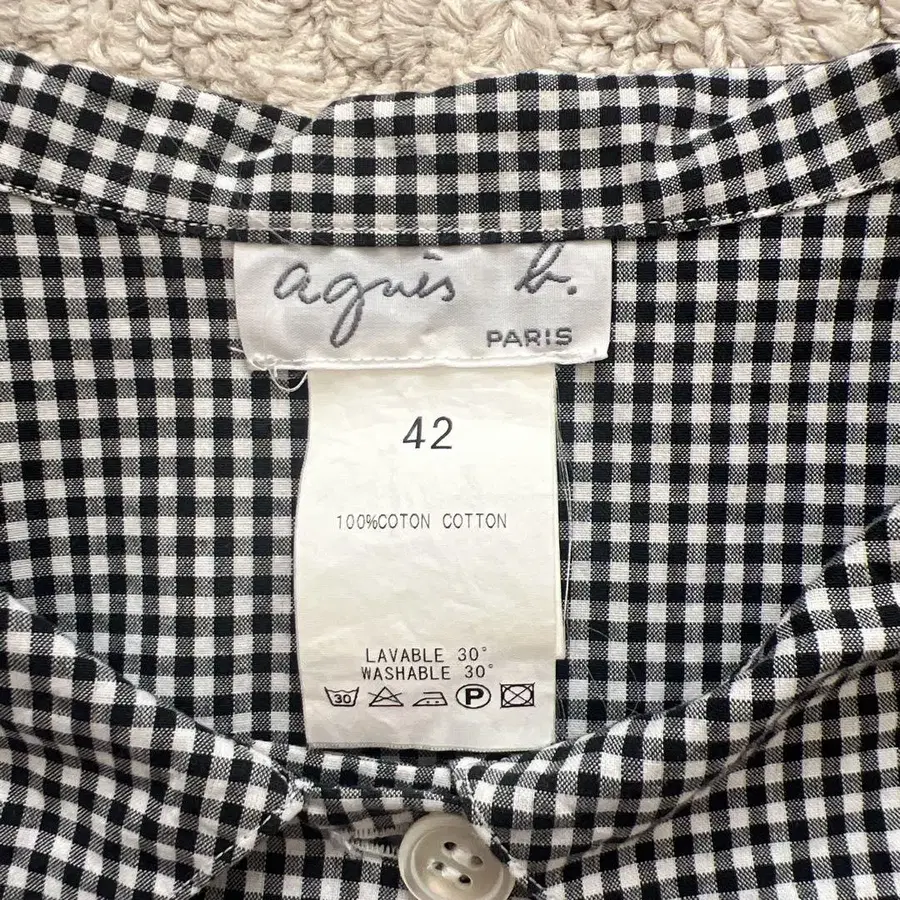 agnès b.
PARIS
42
100%COTON COTTON
LAVABLE 30°
WASHABLE 30°
30 P